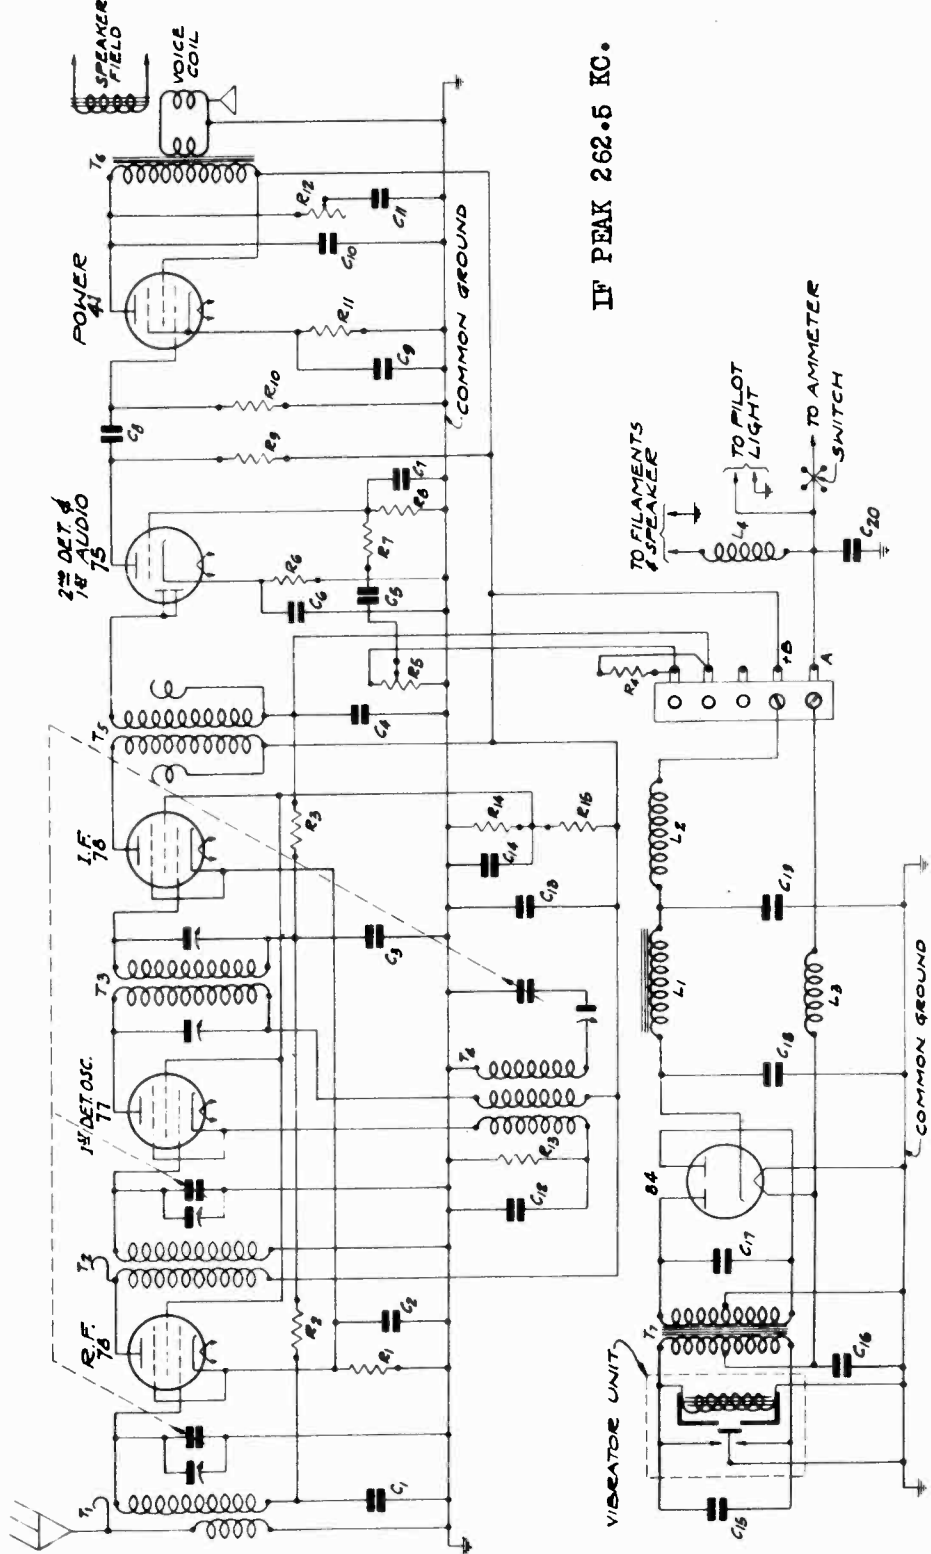 SPEAKER
FIELD
VOICE
COIL
T6
POWER
41
R12
C11
C10
R11
C9
COMMON GROUND
IF PEAK 262.5 KC.
C8
R10
R9
2ND DET. &
1ST AUDIO
75
C7
R8
R7
R6
C6
C5
R5
R4
T5
C4
I.F.
78
R3
T3
C3
1ST DET. OSC.
77
T2
R.F.
78
R2
C2
R1
T1
C1
R14
C14
R15
C13
R13
C12
TO FILAMENTS
& SPEAKER
TO PILOT
LIGHT
L4
TO AMMETER
SWITCH
C20
+B
A
L2
C19
L1
L3
C18
84
C17
T7
C16
VIBRATOR UNIT
C15
COMMON GROUND